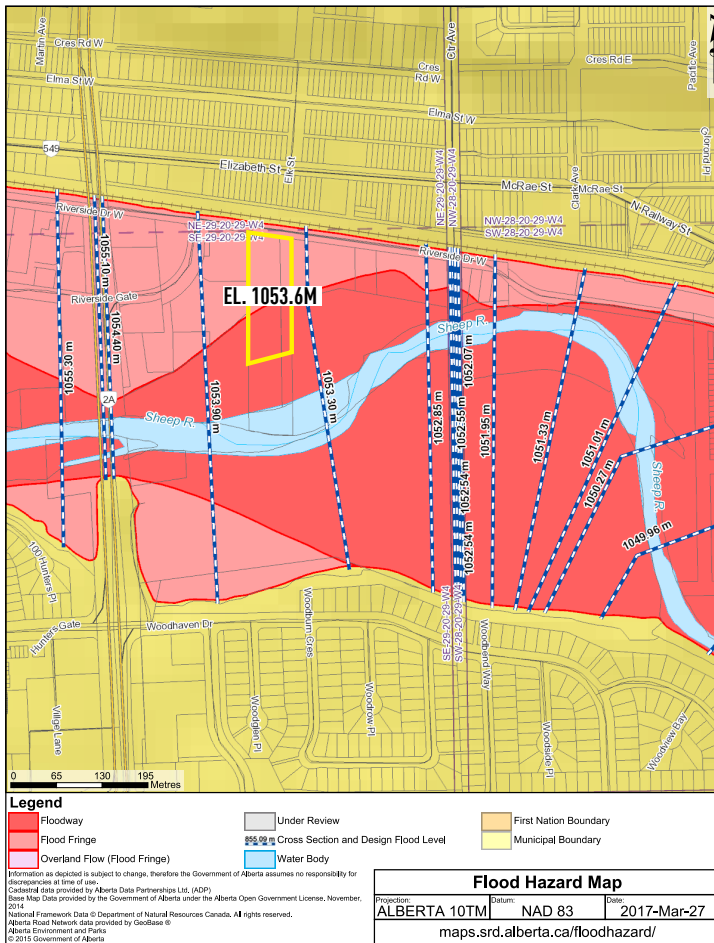 Martin Ave
Cres Rd W
Elma St W
Cres
Rd W
Ctr Ave
Cres Rd E
Pacific Ave
Elma St W
549
Elizabeth St
Elk St
McRae St
Clark Ave
McRae St
N Railway St
Riverside Dr W
NE-29-20-29-W4
SE-29-20-29-W4
NE-29-20-29-W4
NW-28-20-29-W4
NW-28-20-29-W4
SW-28-20-29-W4
Riverside Dr W
Riverside Gate
EL. 1053.6M
1055.30 m
1055.10 m
1054.40 m
1053.90 m
1053.30 m
1052.85 m
1052.55 m
1052.07 m
1052.54 m
1052.54 m
1051.95 m
1051.33 m
1051.01 m
1050.27 m
1049.96 m
2A
Sheep R.
Sheep R.
Sheep R.
100 Hunters Pl
Hunters Gate
Woodhaven Dr
Village Lane
Woodglen Pl
Woodburn Cres
Woodrow Pl
SE-29-20-29-W4
SW-28-20-29-W4
Woodbend Way
Woodside Pl
Woodview Bay
0 65 130 195
Metres
Legend
Floodway
Flood Fringe
Overland Flow (Flood Fringe)
Under Review
855.09 m
Cross Section and Design Flood Level
Water Body
First Nation Boundary
Municipal Boundary
Information as depicted is subject to change, therefore the Government of Alberta assumes no responsibility for
discrepancies at time of use.
Cadastral data provided by Alberta Data Partnerships Ltd. (ADP)
Base Map Data provided by the Government of Alberta under the Alberta Open Government License, November,
2014
National Framework Data © Department of Natural Resources Canada. All rights reserved.
Alberta Road Network data provided by GeoBase ®
Alberta Environment and Parks
© 2015 Government of Alberta
Flood Hazard Map
Projection:
ALBERTA 10TM
Datum:
NAD 83
Date:
2017-Mar-27
maps.srd.alberta.ca/floodhazard/